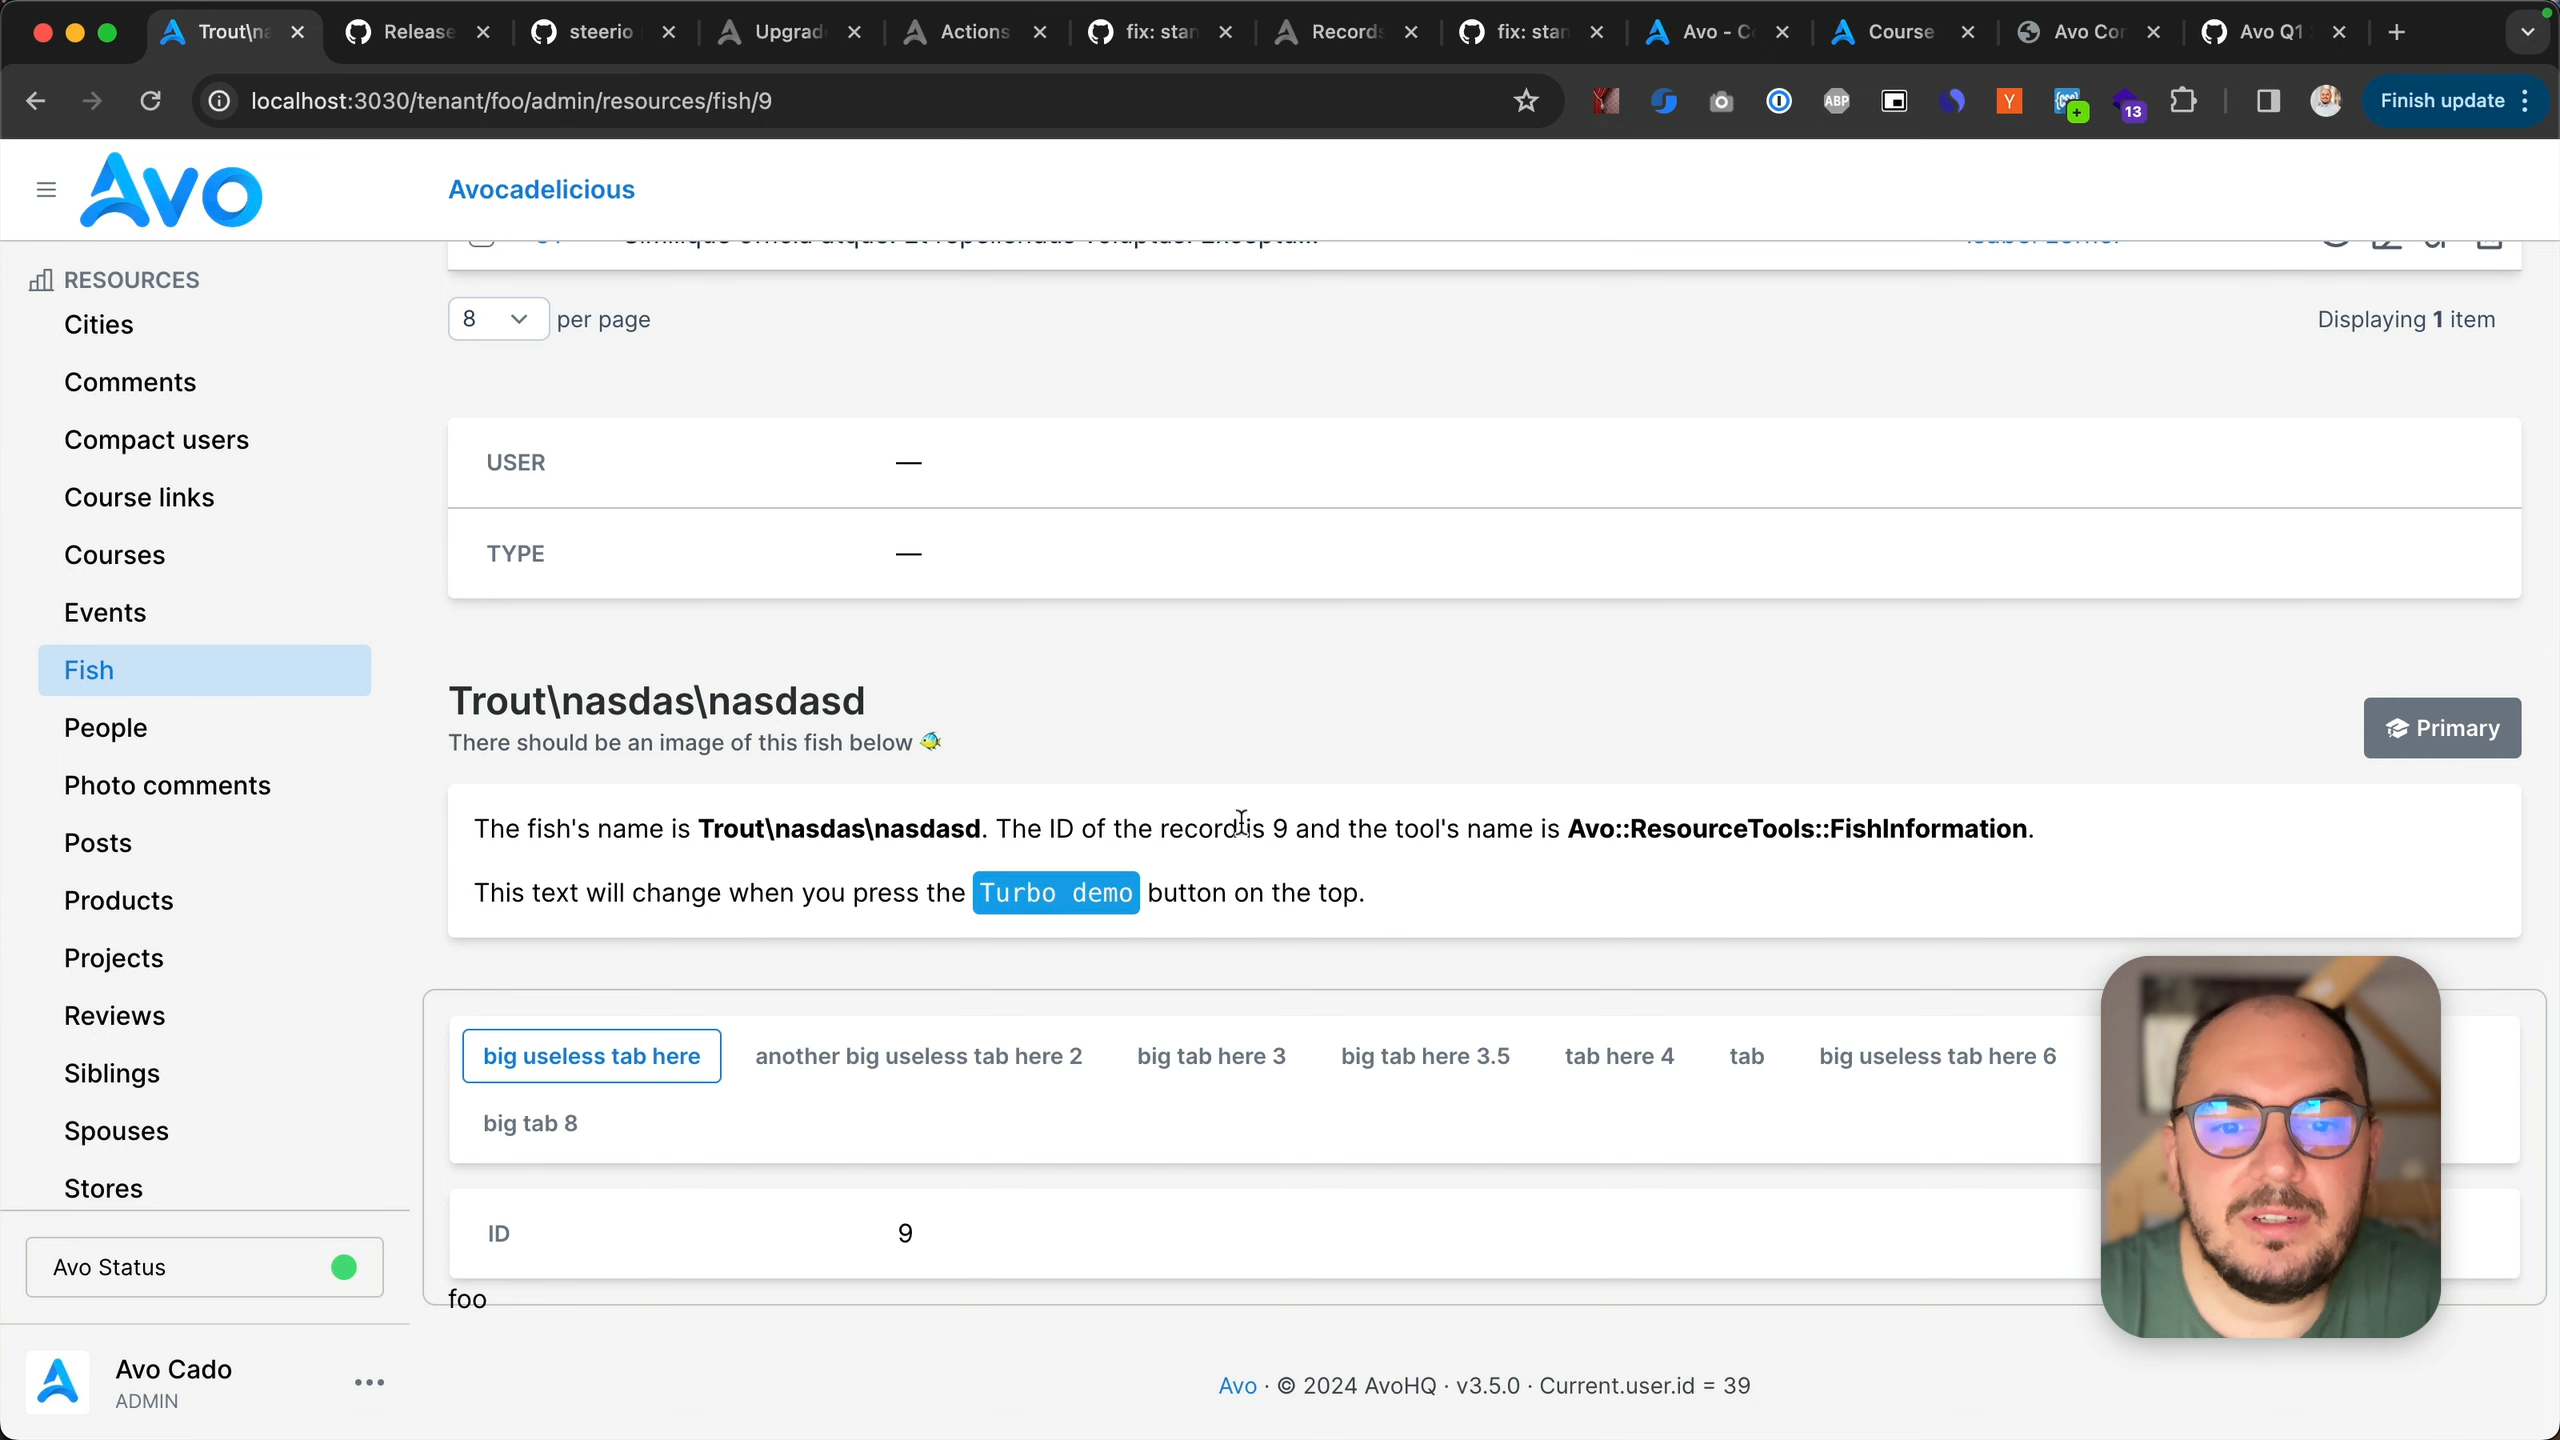 Trout\na
Release
steerio
Upgrad
Actions
fix: star
Records
fix: star
Avo - C
Course
Avo Cor
Avo Q1
localhost:3030/tenant/foo/admin/resources/fish/9
ABP
Y
13
Finish update
Avo
Avocadelicious
RESOURCES
Cities
Comments
Compact users
Course links
Courses
Events
Fish
People
Photo comments
Posts
Products
Projects
Reviews
Siblings
Spouses
Stores
Avo Status
Avo Cado
ADMIN
8 per page
Displaying 1 item
USER —
TYPE —
Trout\nasdas\nasdasd
There should be an image of this fish below
Primary
The fish's name is Trout\nasdas\nasdasd. The ID of the record is 9 and the tool's name is Avo::ResourceTools::FishInformation.
This text will change when you press the Turbo demo button on the top.
big useless tab here
another big useless tab here 2
big tab here 3
big tab here 3.5
tab here 4
tab
big useless tab here 6
big tab 8
ID 9
foo
Avo · © 2024 AvoHQ · v3.5.0 · Current.user.id = 39